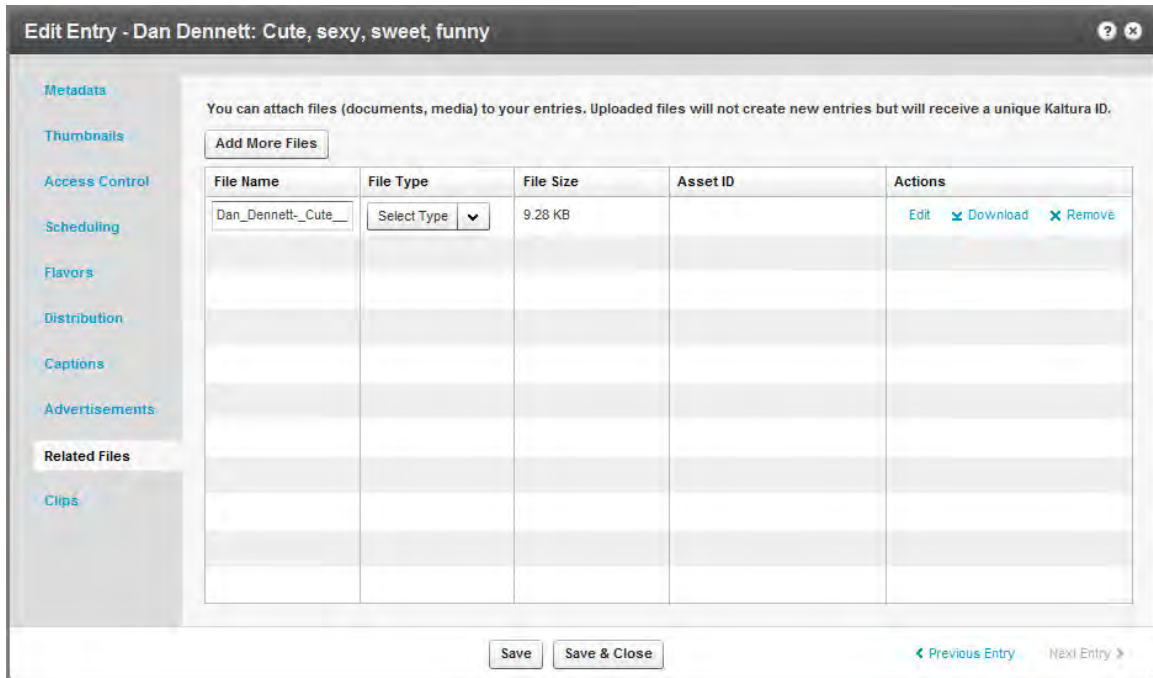 Edit Entry - Dan Dennett: Cute, sexy, sweet, funny
Metadata
Thumbnails
Access Control
Scheduling
Flavors
Distribution
Captions
Advertisements
Related Files
Clips
You can attach files (documents, media) to your entries. Uploaded files will not create new entries but will receive a unique Kaltura ID.
Add More Files
File Name File Type File Size Asset ID Actions
Dan_Dennett-_Cute__ Select Type 9.28 KB Edit Download Remove
Save Save & Close Previous Entry Next Entry